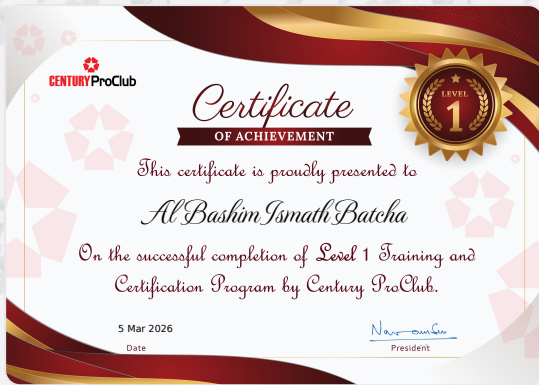 CENTURY ProClub
LEVEL
1
Certificate
OF ACHIEVEMENT
This certificate is proudly presented to
Al Bashim Ismath Batcha
On the successful completion of Level 1 Training and
Certification Program by Century ProClub.
5 Mar 2026
Date
President